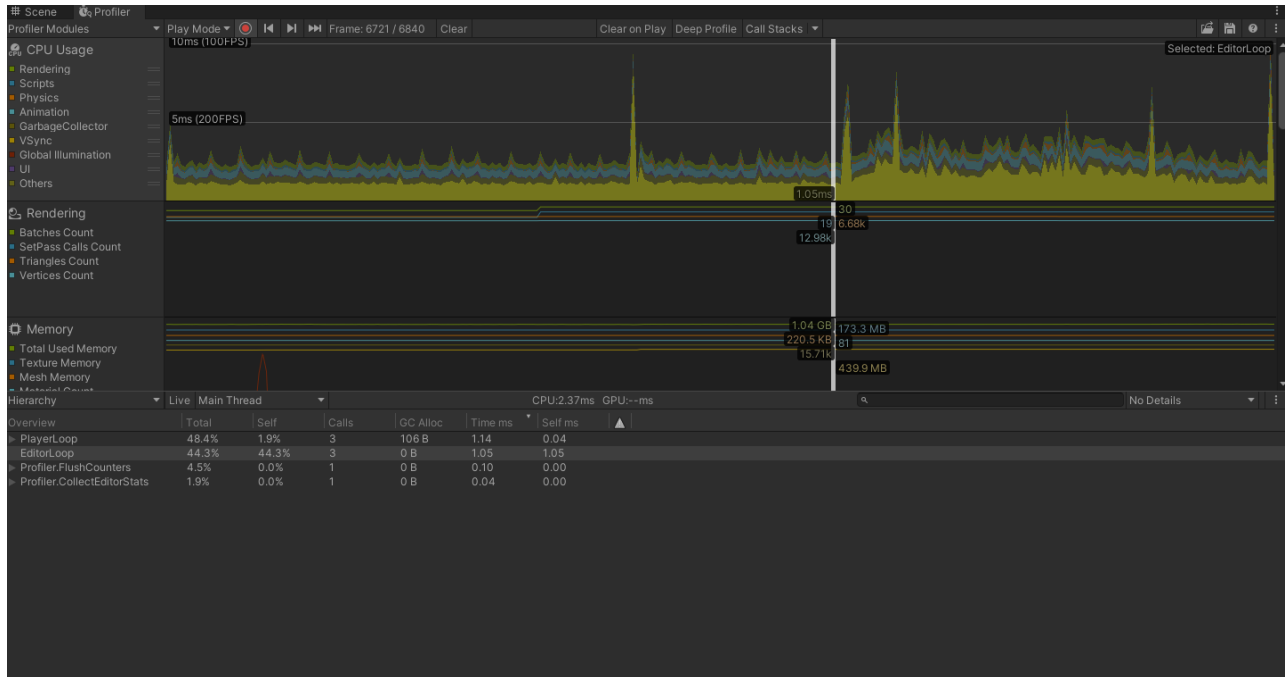 Scene Profiler
Profiler Modules Play Mode Frame: 6721 / 6840 Clear Clear on Play Deep Profile Call Stacks
CPU Usage
Rendering
Scripts
Physics
Animation
GarbageCollector
VSync
Global Illumination
UI
Others
10ms (100FPS)
Selected: EditorLoop
5ms (200FPS)
1.05ms
Rendering
Batches Count
SetPass Calls Count
Triangles Count
Vertices Count
30
19 6.68k
12.98k
Memory
Total Used Memory
Texture Memory
Mesh Memory
Material Count
1.04 GB 173.3 MB
220.5 KB 81
15.71k
439.9 MB
Hierarchy Live Main Thread CPU:2.37ms GPU:--ms No Details
Overview Total Self Calls GC Alloc Time ms Self ms
PlayerLoop 48.4% 1.9% 3 106 B 1.14 0.04
EditorLoop 44.3% 44.3% 3 0 B 1.05 1.05
Profiler.FlushCounters 4.5% 0.0% 1 0 B 0.10 0.00
Profiler.CollectEditorStats 1.9% 0.0% 1 0 B 0.04 0.00